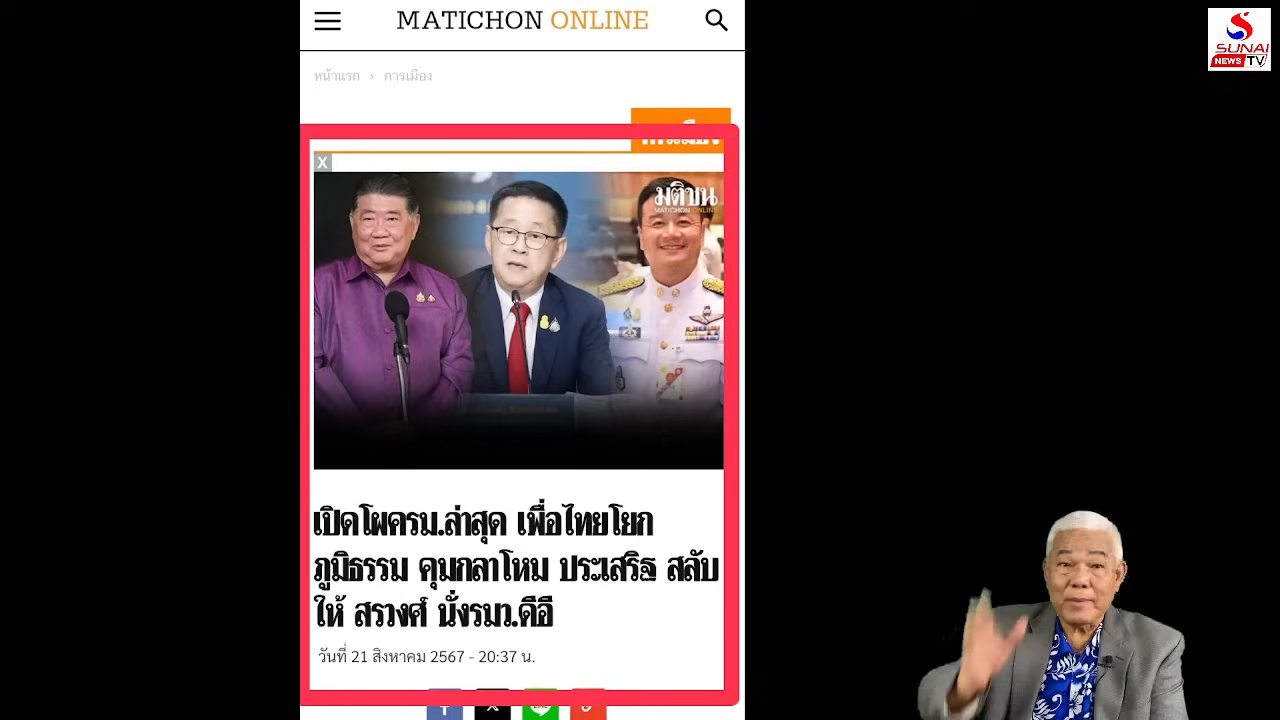 MATICHON ONLINE
SUNAI
NEWS TV
หน้าแรก › การเมือง
X
มติชน
MATICHON ONLINE
เปิดโผครม.ล่าสุด เพื่อไทยโยก
ภูมิธรรม คุมกลาโหม ประเสริฐ สลับ
ให้ สรวงศ์ นั่งรมว.ดีอี
วันที่ 21 สิงหาคม 2567 - 20:37 น.